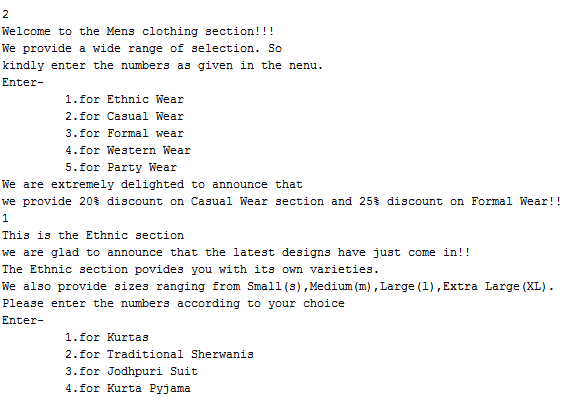 2
Welcome to the Mens clothing section!!!
We provide a wide range of selection. So
kindly enter the numbers as given in the nenu.
Enter-
1.for Ethnic Wear
2.for Casual Wear
3.for Formal wear
4.for Western Wear
5.for Party Wear
We are extremely delighted to announce that
we provide 20% discount on Casual Wear section and 25% discount on Formal Wear!!
1
This is the Ethnic section
we are glad to announce that the latest designs have just come in!!
The Ethnic section povides you with its own varieties.
We also provide sizes ranging from Small(s),Medium(m),Large(l),Extra Large(XL).
Please enter the numbers according to your choice
Enter-
1.for Kurtas
2.for Traditional Sherwanis
3.for Jodhpuri Suit
4.for Kurta Pyjama